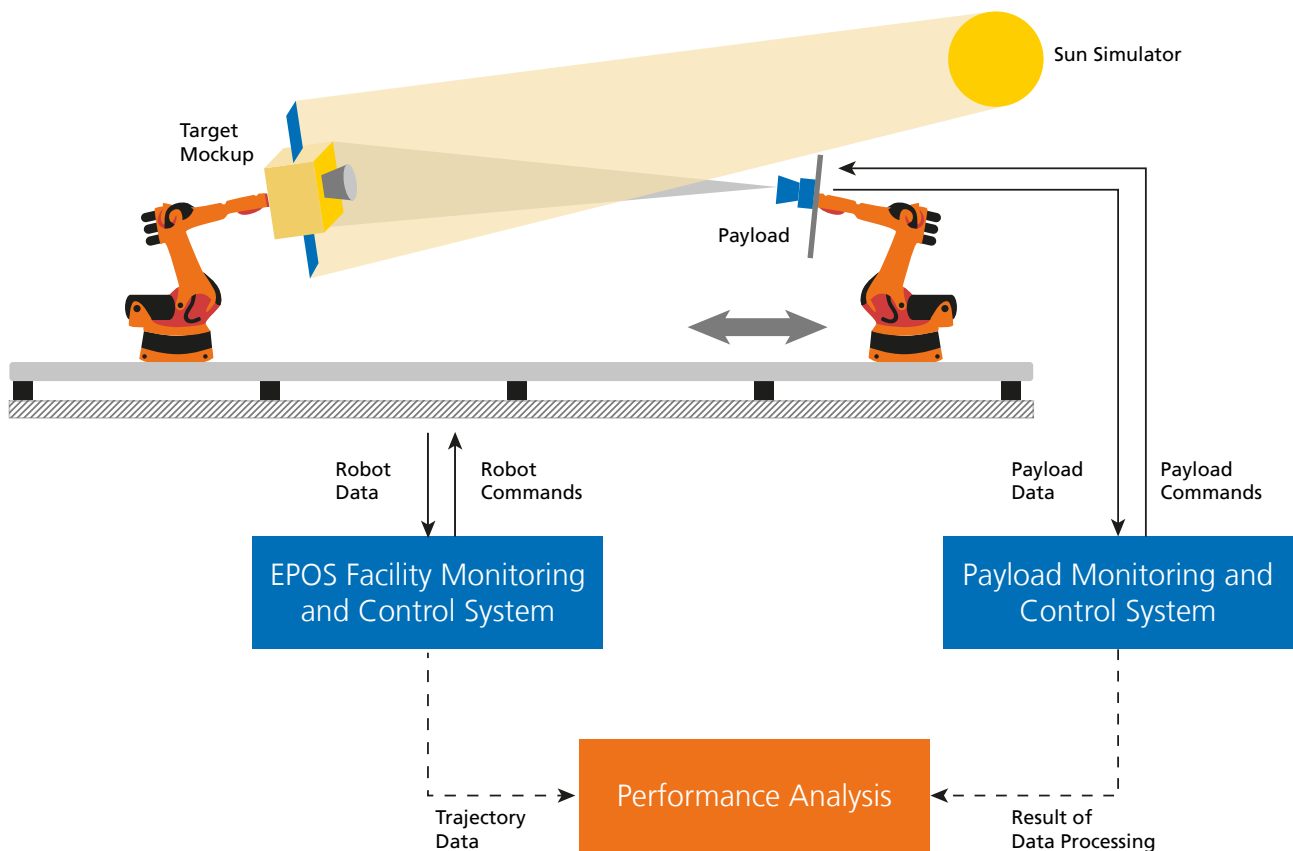 Sun Simulator
Target
Mockup
Payload
Robot
Data
Robot
Commands
Payload
Data
Payload
Commands
EPOS Facility Monitoring
and Control System
Payload Monitoring and
Control System
Performance Analysis
Trajectory
Data
Result of
Data Processing